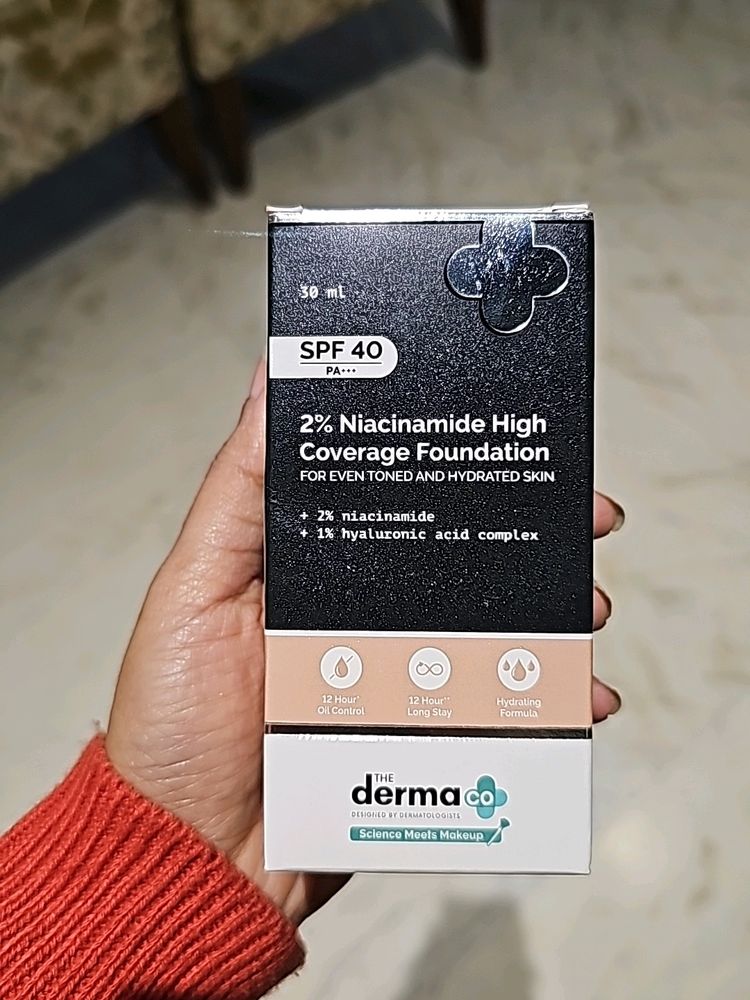 30 ml
SPF 40
PA+++
2% Niacinamide High
Coverage Foundation
FOR EVEN TONED AND HYDRATED SKIN
+ 2% niacinamide
+ 1% hyaluronic acid complex
12 Hour* Oil Control
12 Hour** Long Stay
Hydrating Formula
THE
derma co
DESIGNED BY DERMATOLOGISTS
Science Meets Makeup